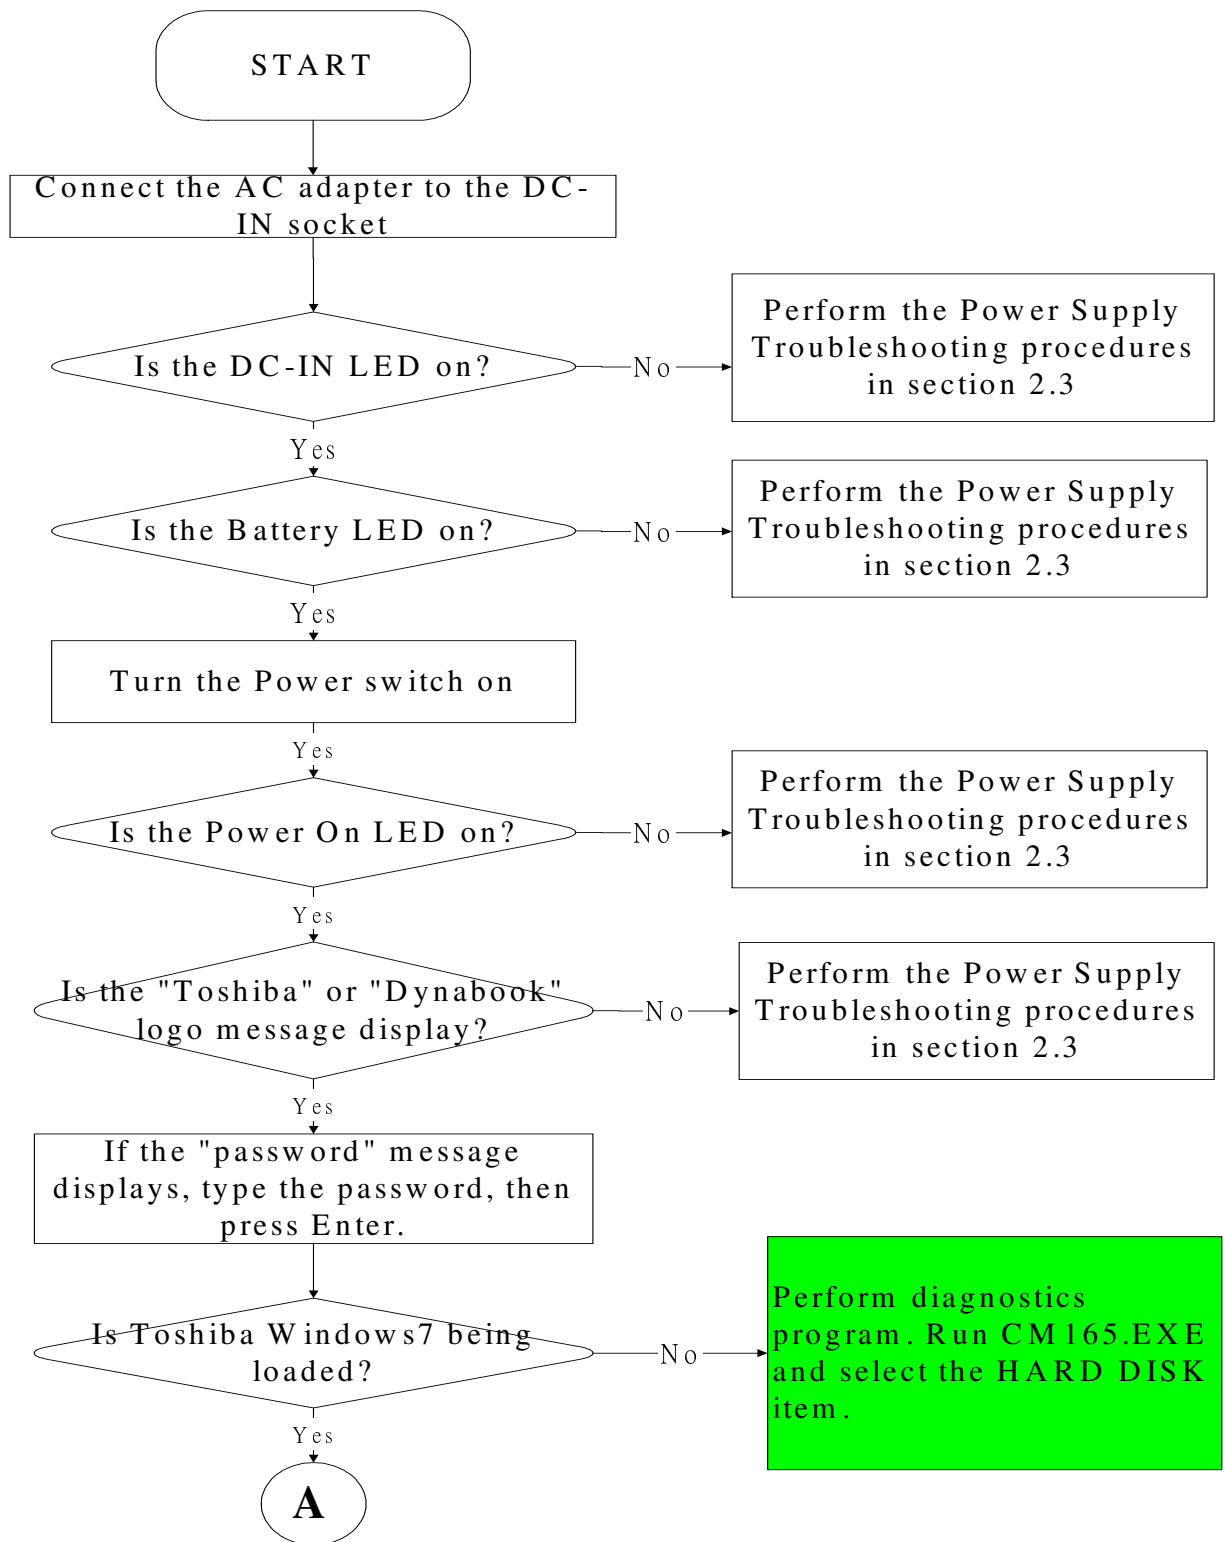 START
Connect the AC adapter to the DC-
IN socket
Is the DC-IN LED on?
No
Perform the Power Supply
Troubleshooting procedures
in section 2.3
Yes
Is the Battery LED on?
No
Perform the Power Supply
Troubleshooting procedures
in section 2.3
Yes
Turn the Power switch on
Yes
Is the Power On LED on?
No
Perform the Power Supply
Troubleshooting procedures
in section 2.3
Yes
Is the "Toshiba" or "Dynabook"
logo message display?
No
Perform the Power Supply
Troubleshooting procedures
in section 2.3
Yes
If the "password" message
displays, type the password, then
press Enter.
Is Toshiba Windows7 being
loaded?
No
Perform diagnostics
program. Run CM165.EXE
and select the HARD DISK
item.
Yes
A